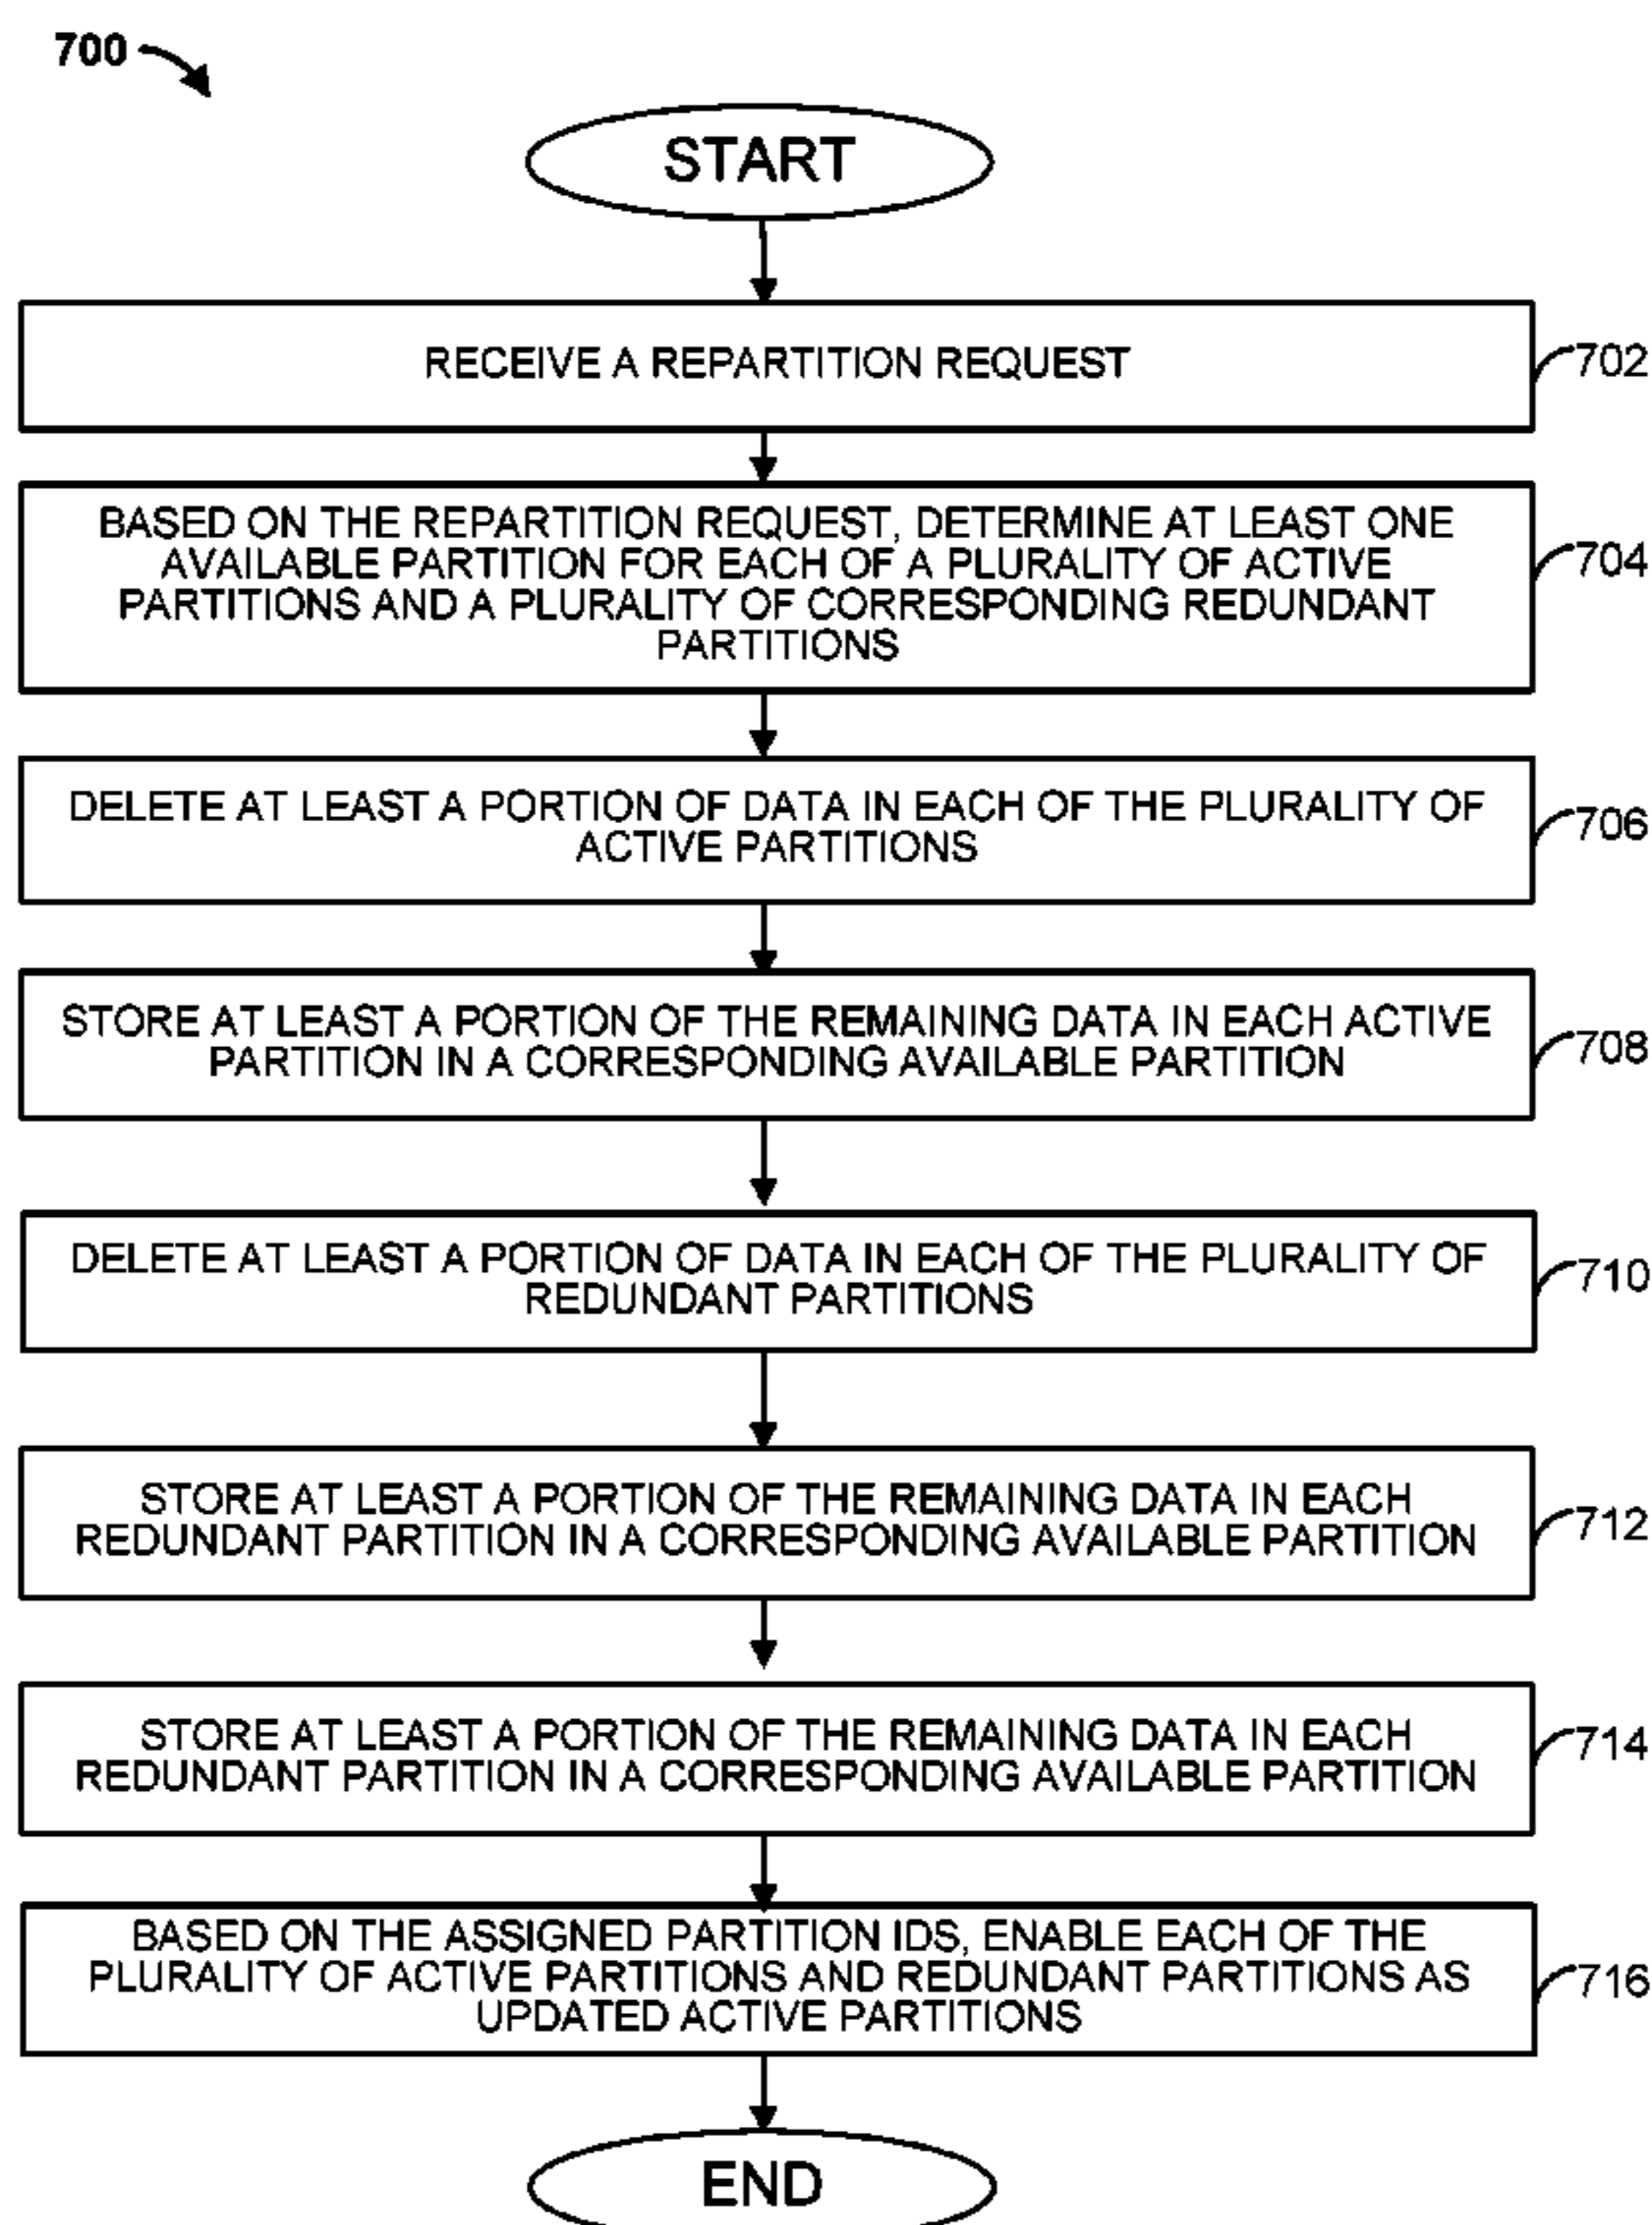 700
START
RECEIVE A REPARTITION REQUEST
702
BASED ON THE REPARTITION REQUEST, DETERMINE AT LEAST ONE
AVAILABLE PARTITION FOR EACH OF A PLURALITY OF ACTIVE
PARTITIONS AND A PLURALITY OF CORRESPONDING REDUNDANT
PARTITIONS
704
DELETE AT LEAST A PORTION OF DATA IN EACH OF THE PLURALITY OF
ACTIVE PARTITIONS
706
STORE AT LEAST A PORTION OF THE REMAINING DATA IN EACH ACTIVE
PARTITION IN A CORRESPONDING AVAILABLE PARTITION
708
DELETE AT LEAST A PORTION OF DATA IN EACH OF THE PLURALITY OF
REDUNDANT PARTITIONS
710
STORE AT LEAST A PORTION OF THE REMAINING DATA IN EACH
REDUNDANT PARTITION IN A CORRESPONDING AVAILABLE PARTITION
712
STORE AT LEAST A PORTION OF THE REMAINING DATA IN EACH
REDUNDANT PARTITION IN A CORRESPONDING AVAILABLE PARTITION
714
BASED ON THE ASSIGNED PARTITION IDS, ENABLE EACH OF THE
PLURALITY OF ACTIVE PARTITIONS AND REDUNDANT PARTITIONS AS
UPDATED ACTIVE PARTITIONS
716
END